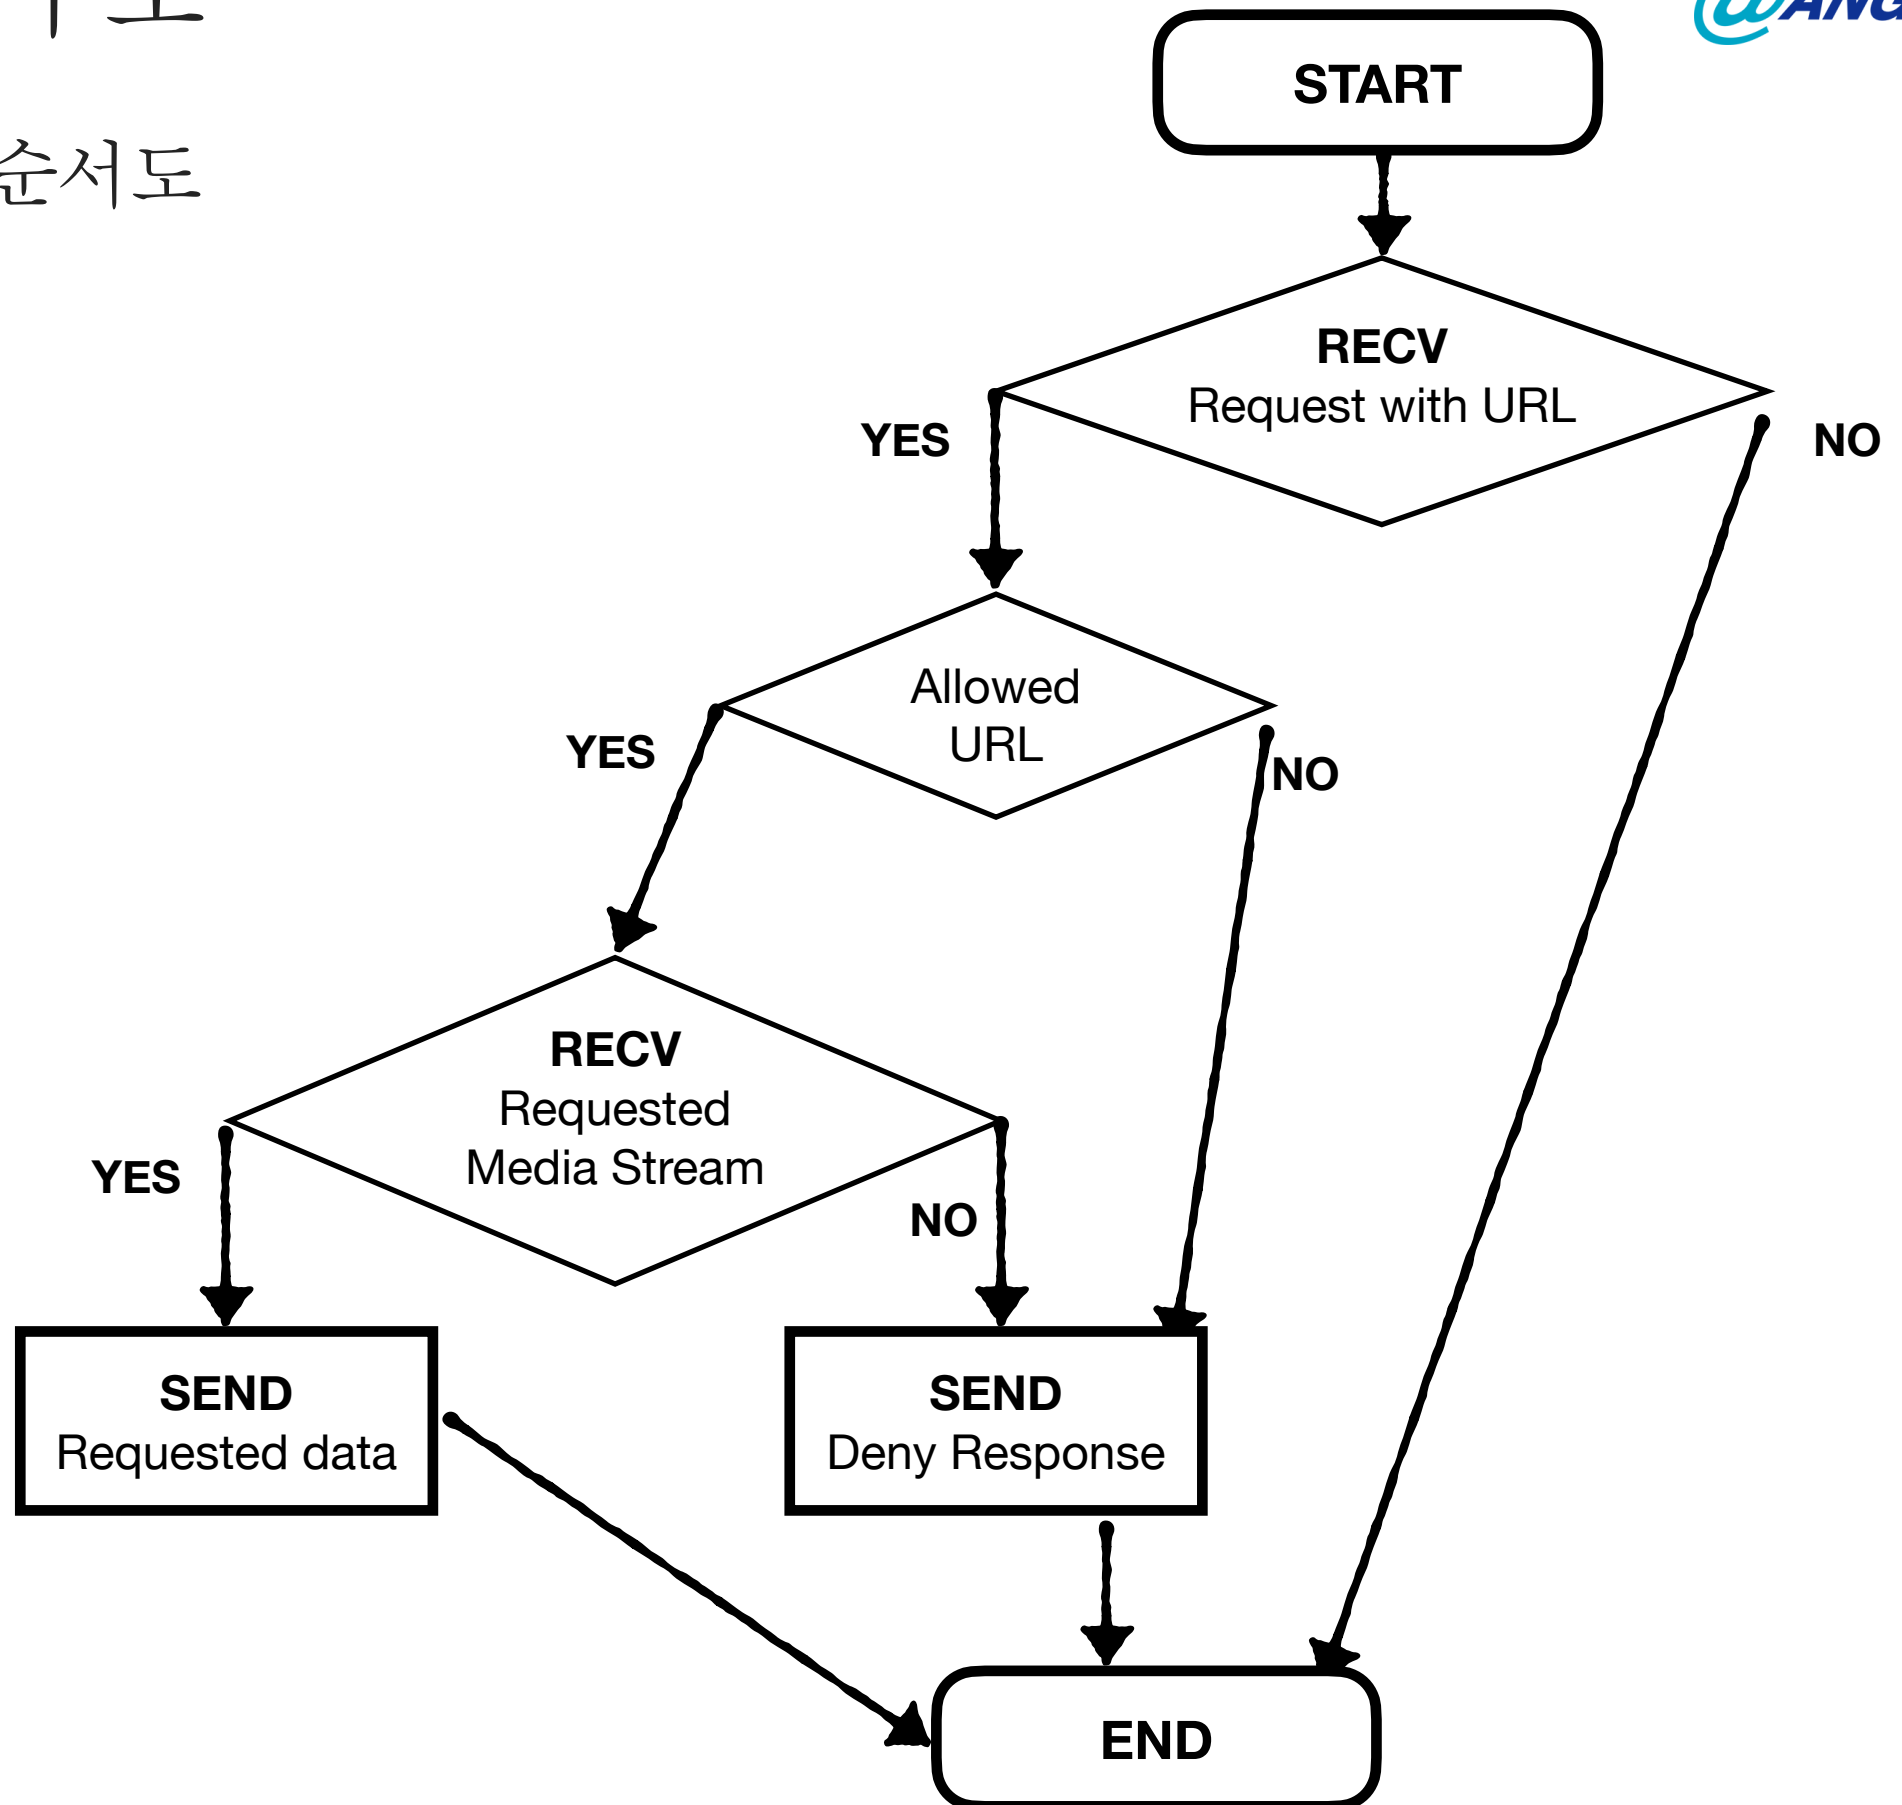 순서도
START
RECV
Request with URL
YES
NO
Allowed
URL
YES
NO
RECV
Requested
Media Stream
YES
NO
SEND
Requested data
SEND
Deny Response
END